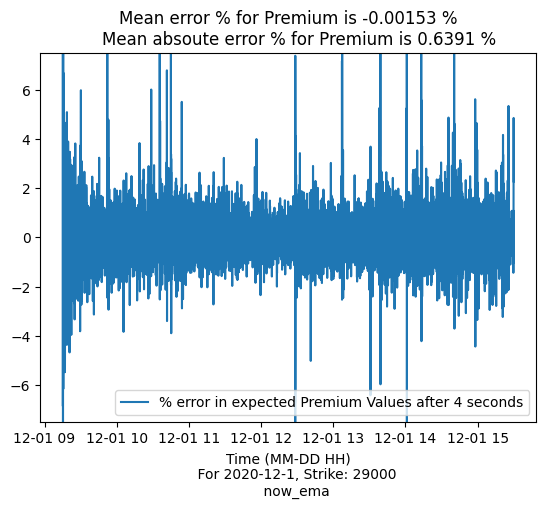 Mean error % for Premium is -0.00153 %
Mean absoute error % for Premium is 0.6391 %
6
4
2
0
−2
−4
−6
% error in expected Premium Values after 4 seconds
12-01 09 12-01 10 12-01 11 12-01 12 12-01 13 12-01 14 12-01 15
Time (MM-DD HH)
For 2020-12-1, Strike: 29000
now_ema